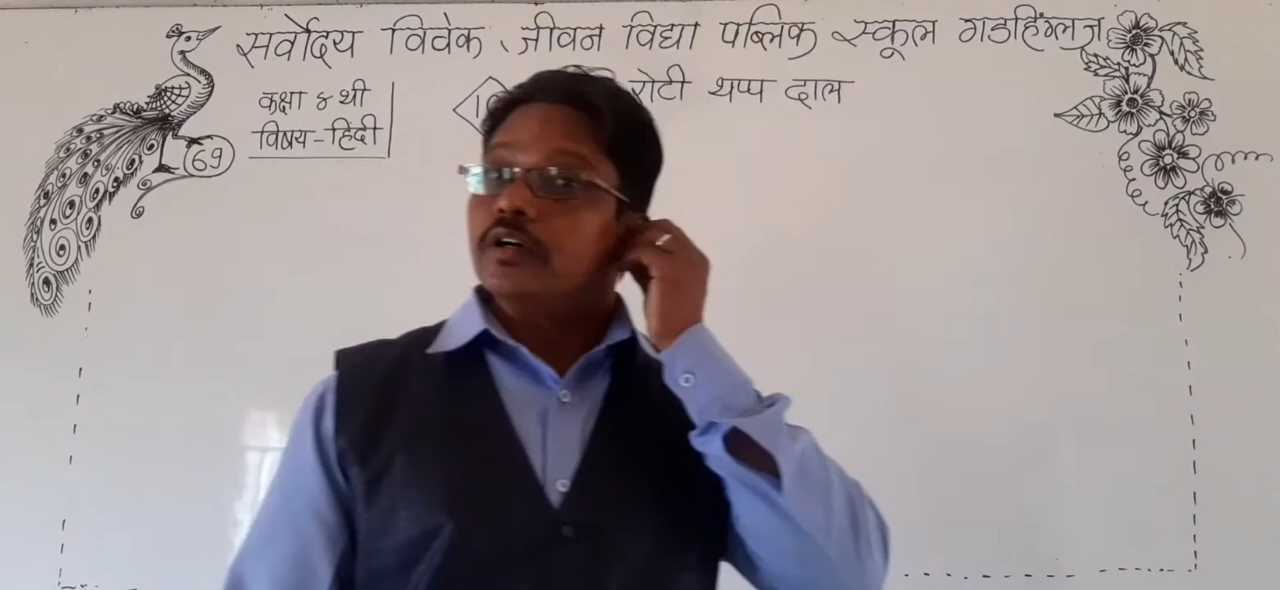 सर्वोदय विवेक, जीवन विद्या पब्लिक स्कूल गडहिंग्लज
कक्षा ४ थी
विषय-हिंदी
रोटी थप्प दाल
69